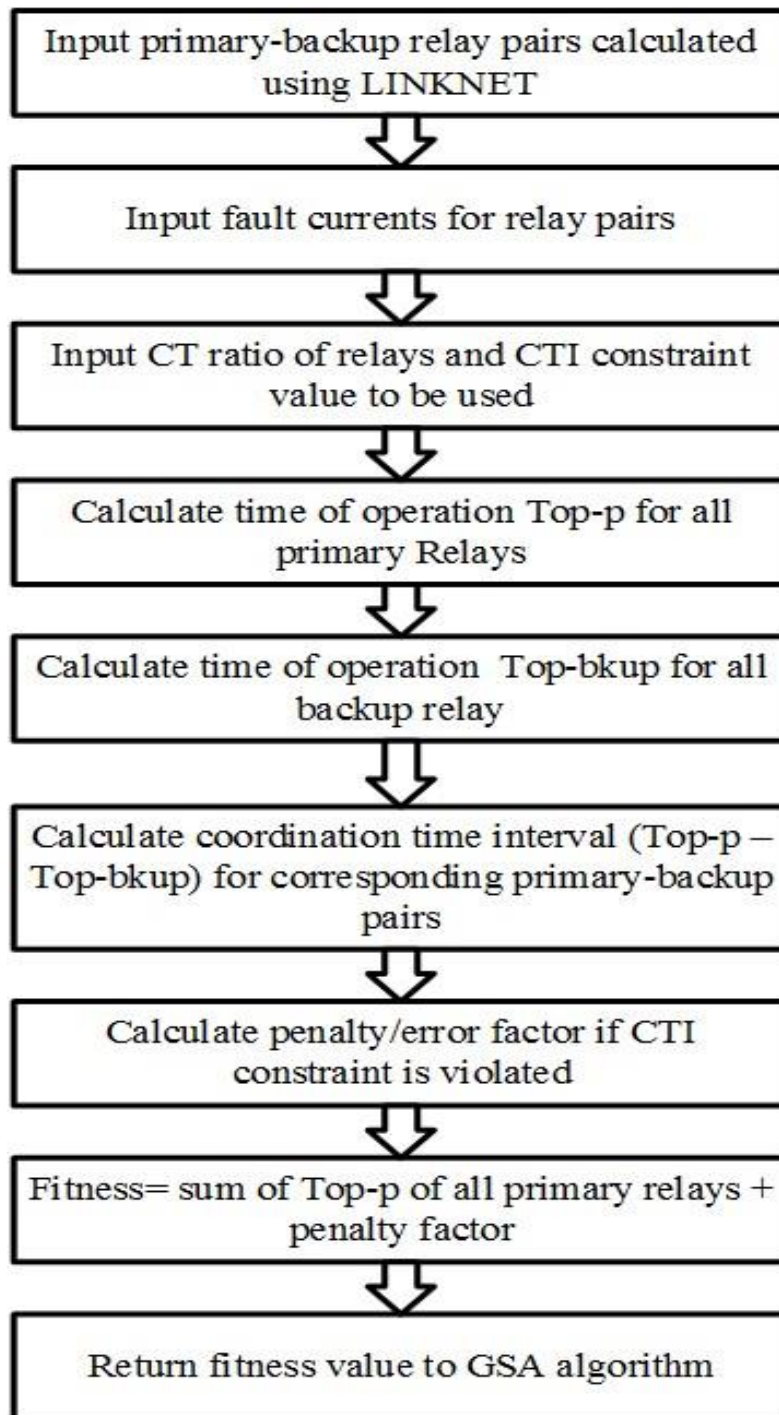 Input primary-backup relay pairs calculated
using LINKNET
Input fault currents for relay pairs
Input CT ratio of relays and CTI constraint
value to be used
Calculate time of operation Top-p for all
primary Relays
Calculate time of operation  Top-bkup for all
backup relay
Calculate coordination time interval (Top-p –
Top-bkup) for corresponding primary-backup
pairs
Calculate penalty/error factor if CTI
constraint is violated
Fitness= sum of Top-p of all primary relays +
penalty factor
Return fitness value to GSA algorithm